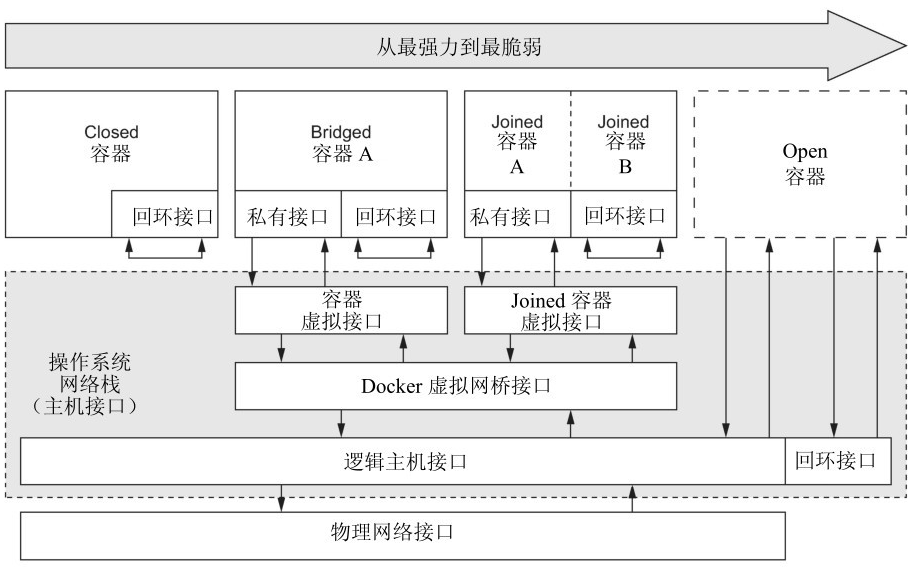 从最强力到最脆弱
Closed
容器
回环接口
Bridged
容器 A
私有接口
回环接口
Joined
容器
A
Joined
容器
B
私有接口
回环接口
Open
容器
容器
虚拟接口
Joined 容器
虚拟接口
操作系统
网络栈
（主机接口）
Docker 虚拟网桥接口
逻辑主机接口
回环接口
物理网络接口